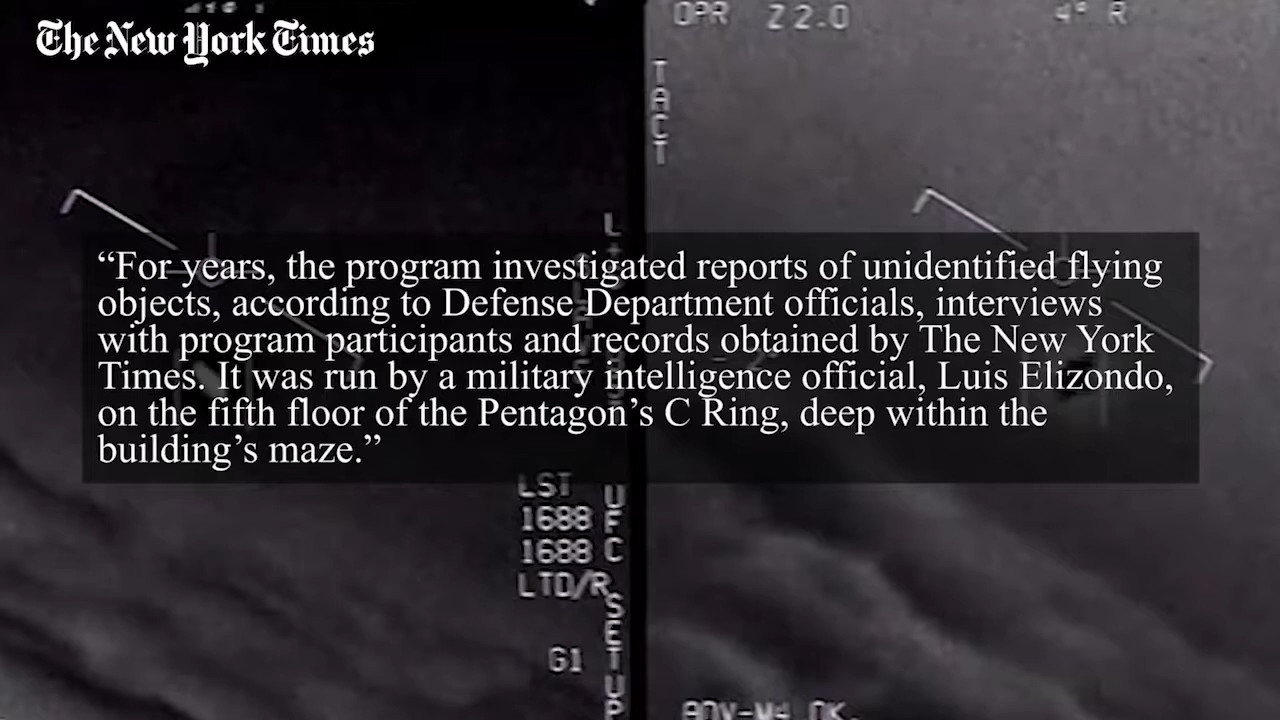 The New York Times
OPR Z 2.0 4° R
TACT
“For years, the program investigated reports of unidentified flying
objects, according to Defense Department officials, interviews
with program participants and records obtained by The New York
Times. It was run by a military intelligence official, Luis Elizondo,
on the fifth floor of the Pentagon’s C Ring, deep within the
building’s maze.”
LST
1688
1688
LTD/R
UFC
SETUP
G1